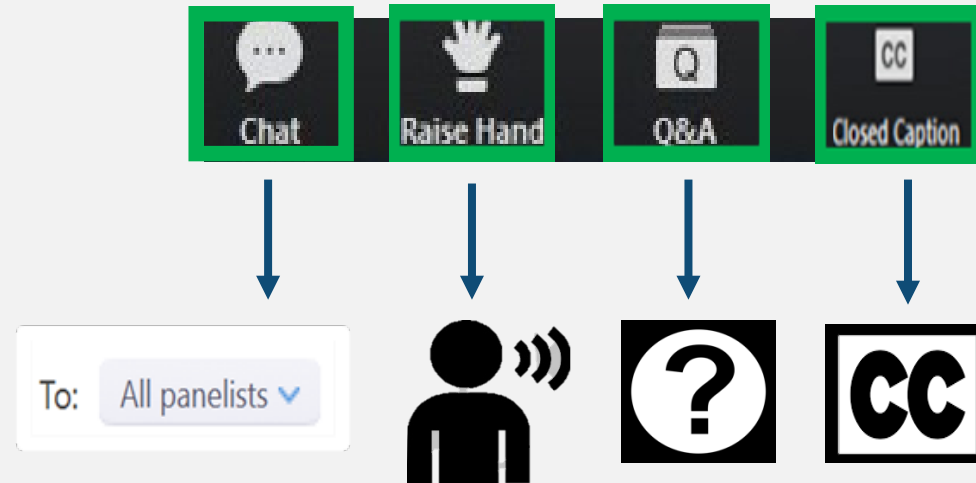 Chat
Raise Hand
Q
Q&A
CC
Closed Caption
To: All panelists
?
CC